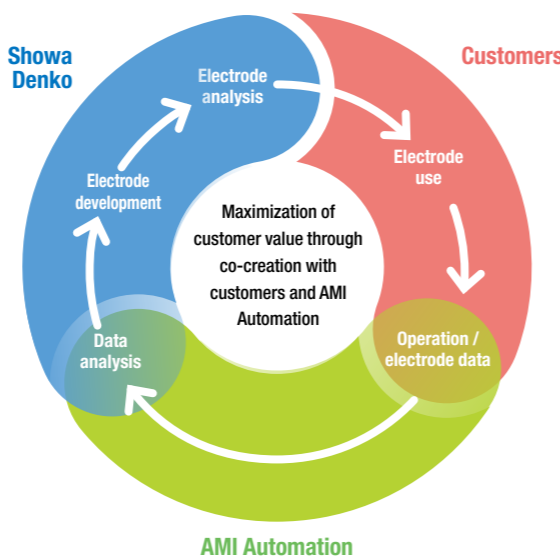 Showa
Denko
Customers
Electrode
analysis
Electrode
use
Electrode
development
Maximization of
customer value through
co-creation with
customers and AMI
Automation
Data
analysis
Operation /
electrode data
AMI Automation